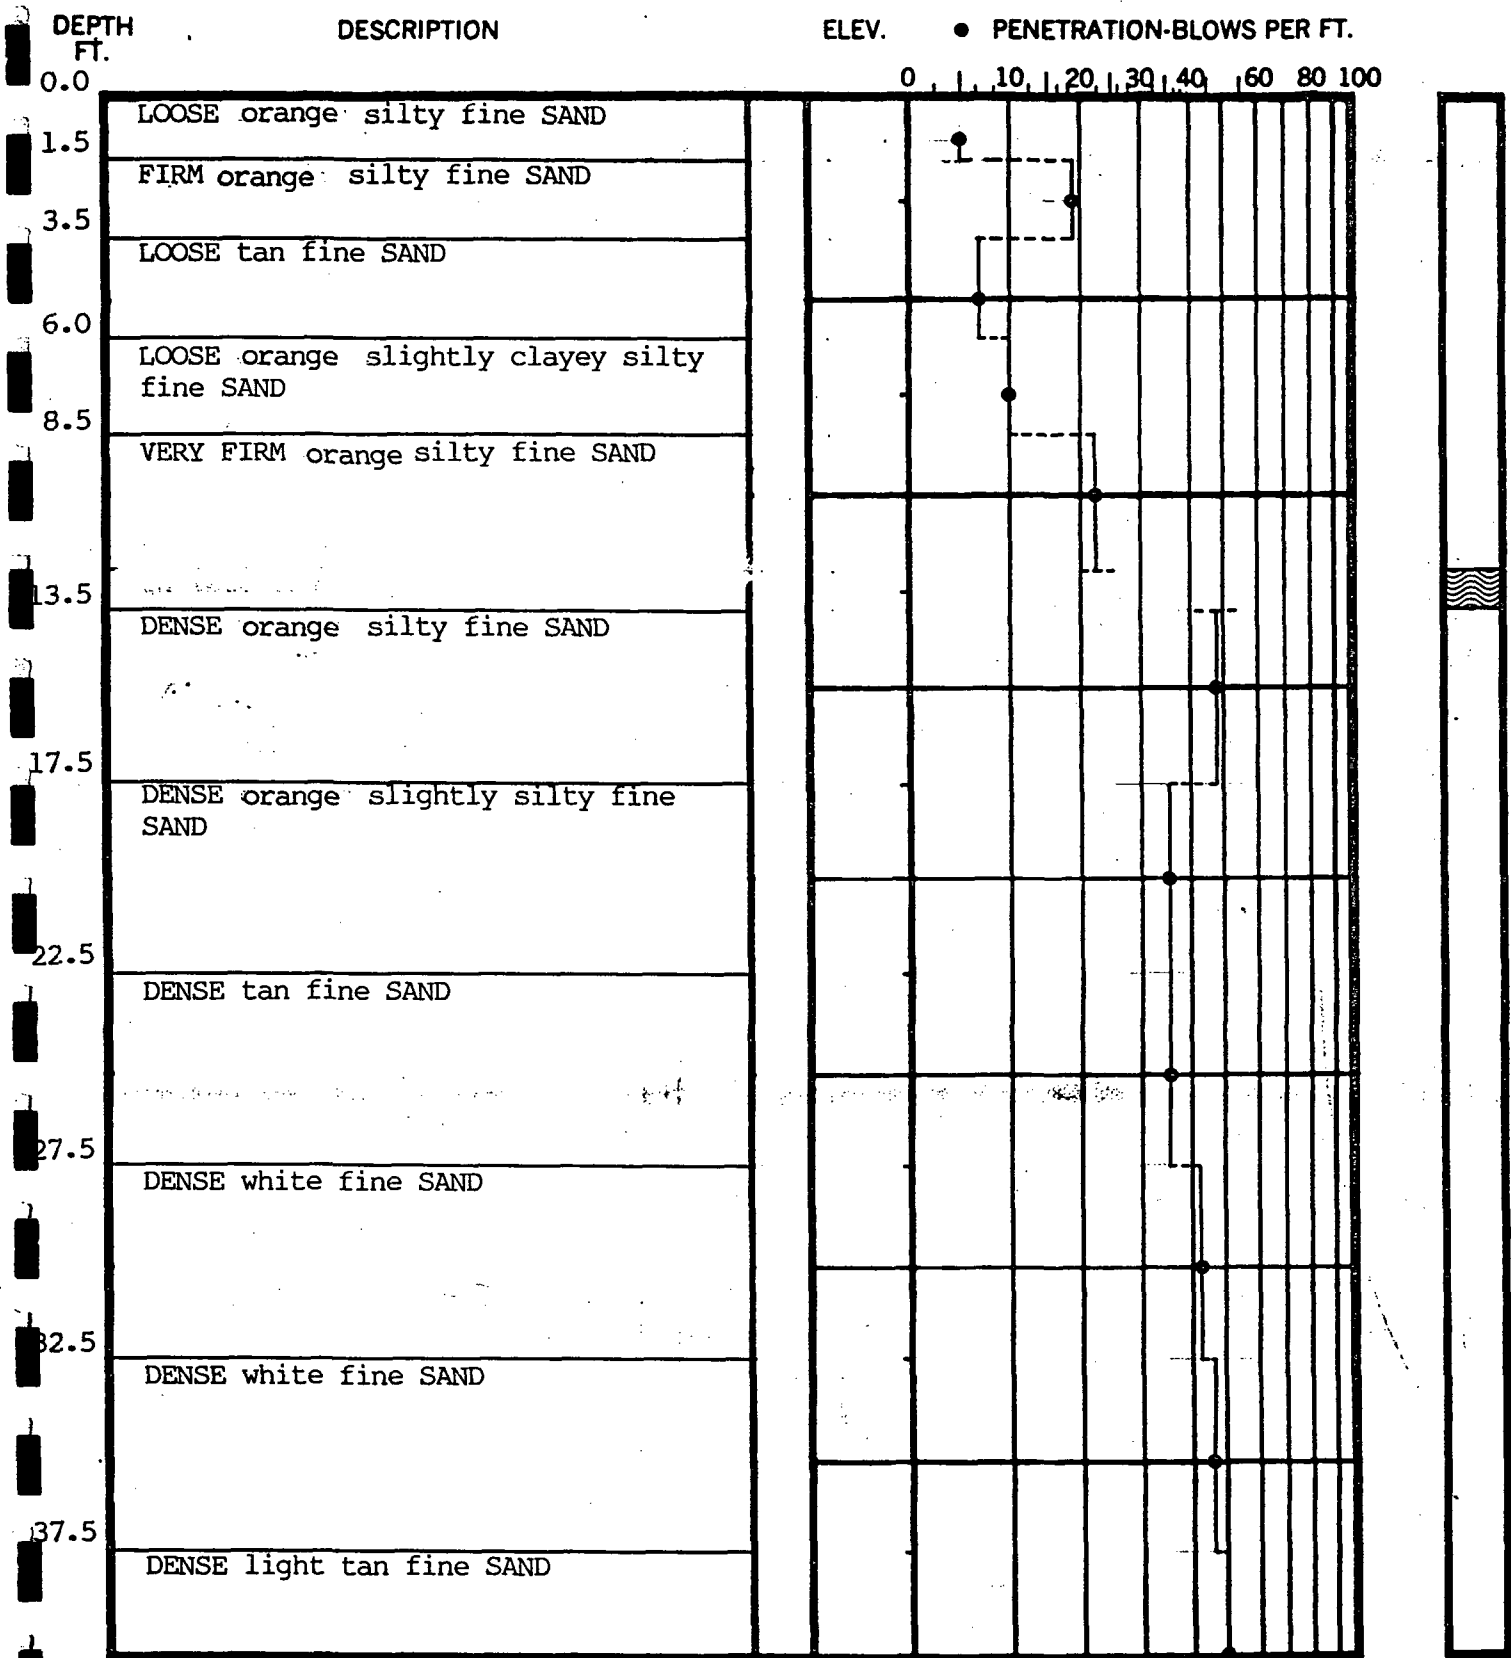 DEPTH FT. DESCRIPTION ELEV. ● PENETRATION-BLOWS PER FT.
0.0 0 10 20 30 40 60 80 100
LOOSE orange silty fine SAND
1.5
FIRM orange silty fine SAND
3.5
LOOSE tan fine SAND
6.0
LOOSE orange slightly clayey silty
fine SAND
8.5
VERY FIRM orange silty fine SAND
13.5
DENSE orange silty fine SAND
17.5
DENSE orange slightly silty fine
SAND
22.5
DENSE tan fine SAND
27.5
DENSE white fine SAND
32.5
DENSE white fine SAND
37.5
DENSE light tan fine SAND